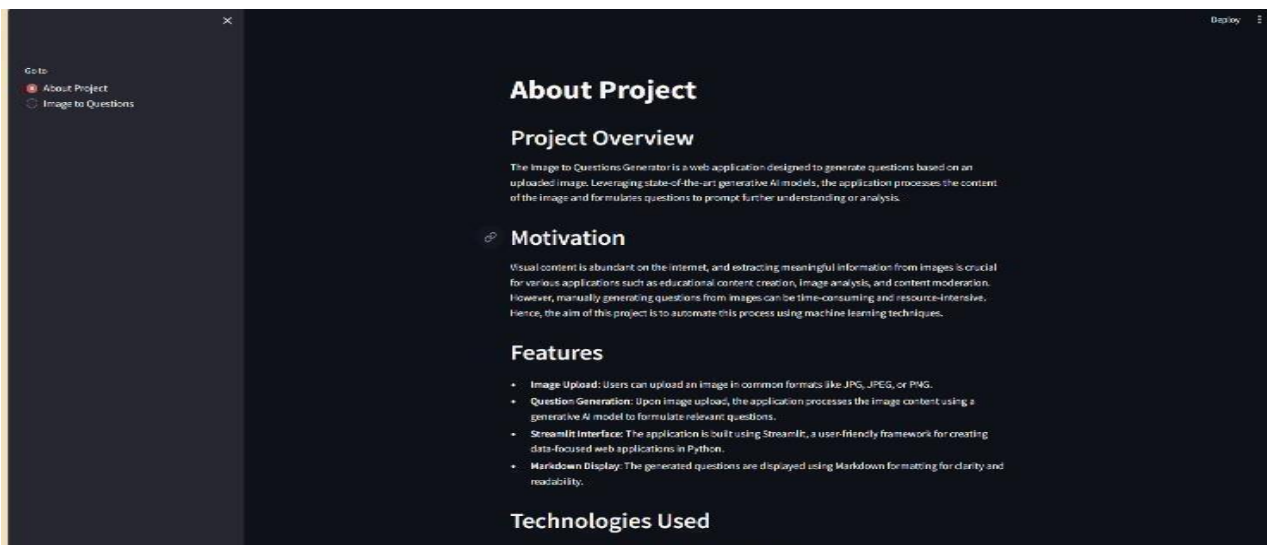 Deploy
Go to
About Project
Image to Questions
About Project
Project Overview
The Image to Questions Generator is a web application designed to generate questions based on an
uploaded image. Leveraging state-of-the-art generative AI models, the application processes the content
of the image and formulates questions to prompt further understanding or analysis.
Motivation
Visual content is abundant on the internet, and extracting meaningful information from images is crucial
for various applications such as educational content creation, image analysis, and content moderation.
However, manually generating questions from images can be time-consuming and resource-intensive.
Hence, the aim of this project is to automate this process using machine learning techniques.
Features
• Image Upload: Users can upload an image in common formats like JPG, JPEG, or PNG.
• Question Generation: Upon image upload, the application processes the image content using a
generative AI model to formulate relevant questions.
• Streamlit Interface: The application is built using Streamlit, a user-friendly framework for creating
data-focused web applications in Python.
• Markdown Display: The generated questions are displayed using Markdown formatting for clarity and
readability.
Technologies Used